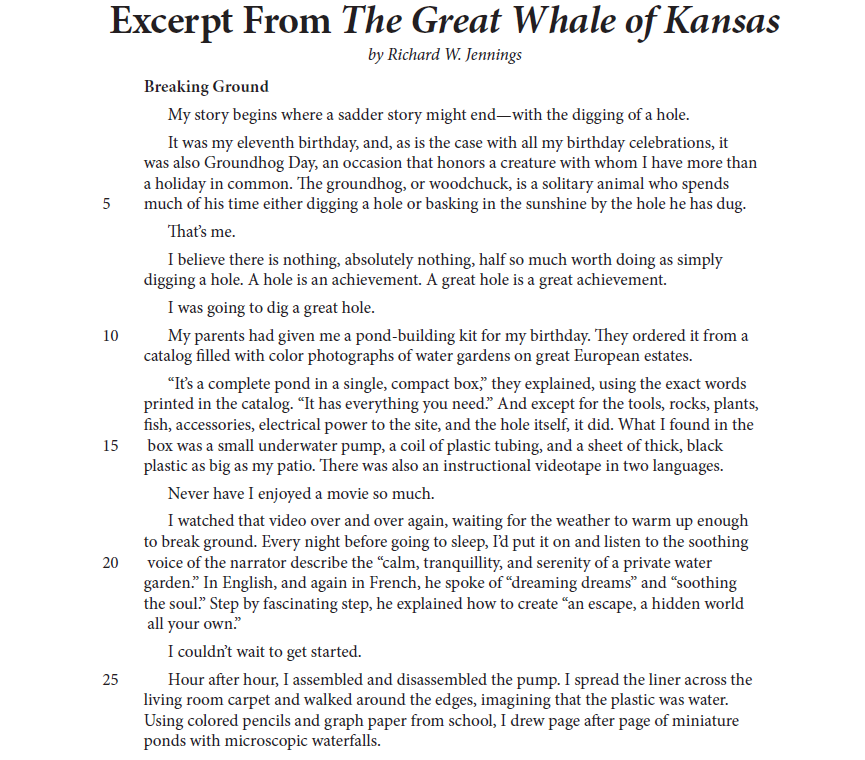 Excerpt From The Great Whale of Kansas
by Richard W. Jennings
Breaking Ground
My story begins where a sadder story might end—with the digging of a hole.
It was my eleventh birthday, and, as is the case with all my birthday celebrations, it
was also Groundhog Day, an occasion that honors a creature with whom I have more than
a holiday in common. The groundhog, or woodchuck, is a solitary animal who spends
5 much of his time either digging a hole or basking in the sunshine by the hole he has dug.
That’s me.
I believe there is nothing, absolutely nothing, half so much worth doing as simply
digging a hole. A hole is an achievement. A great hole is a great achievement.
I was going to dig a great hole.
10 My parents had given me a pond-building kit for my birthday. They ordered it from a
catalog filled with color photographs of water gardens on great European estates.
“It’s a complete pond in a single, compact box,” they explained, using the exact words
printed in the catalog. “It has everything you need.” And except for the tools, rocks, plants,
fish, accessories, electrical power to the site, and the hole itself, it did. What I found in the
15 box was a small underwater pump, a coil of plastic tubing, and a sheet of thick, black
plastic as big as my patio. There was also an instructional videotape in two languages.
Never have I enjoyed a movie so much.
I watched that video over and over again, waiting for the weather to warm up enough
to break ground. Every night before going to sleep, I’d put it on and listen to the soothing
20 voice of the narrator describe the “calm, tranquillity, and serenity of a private water
garden.” In English, and again in French, he spoke of “dreaming dreams” and “soothing
the soul.” Step by fascinating step, he explained how to create “an escape, a hidden world
all your own.”
I couldn’t wait to get started.
25 Hour after hour, I assembled and disassembled the pump. I spread the liner across the
living room carpet and walked around the edges, imagining that the plastic was water.
Using colored pencils and graph paper from school, I drew page after page of miniature
ponds with microscopic waterfalls.